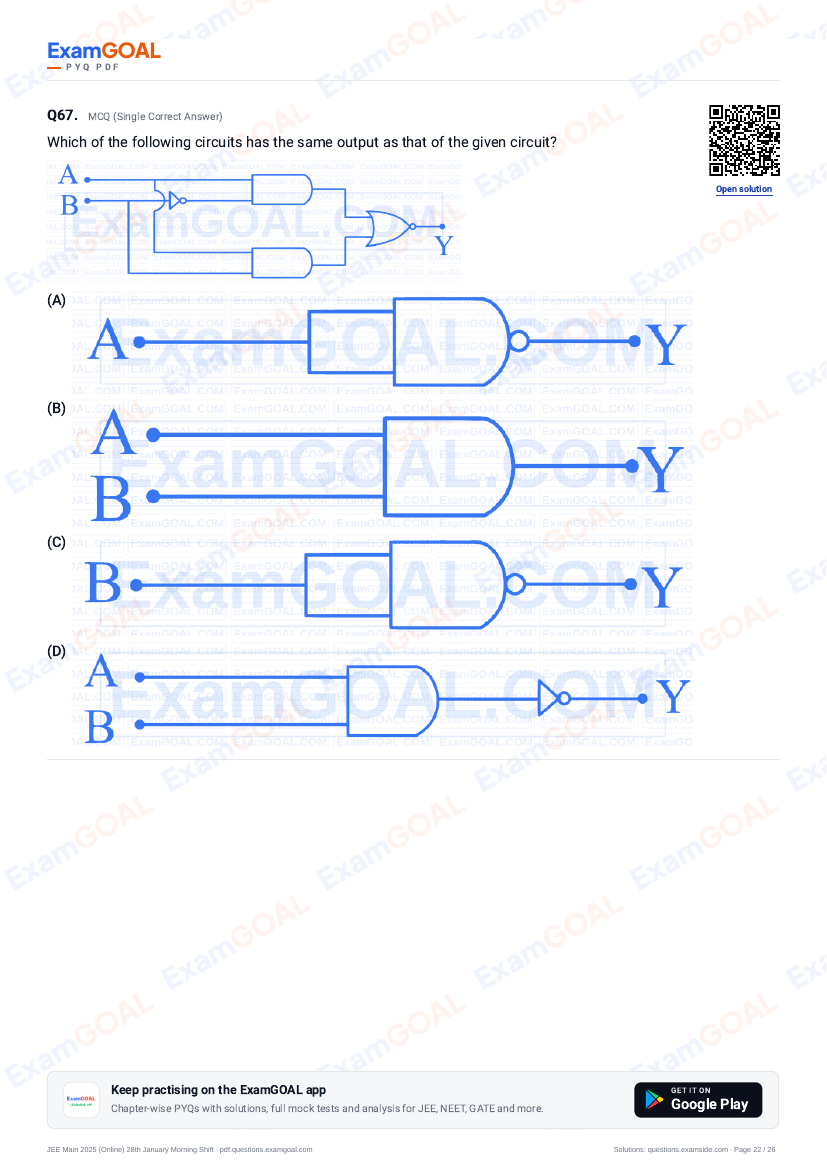 ExamGOAL
PYQ PDF
Q67. MCQ (Single Correct Answer)
Which of the following circuits has the same output as that of the given circuit?
Open solution
A
B
Y
(A)
A
Y
(B)
A
B
Y
(C)
B
Y
(D)
A
B
Y
ExamGOAL.COM
Keep practising on the ExamGOAL app
Chapter-wise PYQs with solutions, full mock tests and analysis for JEE, NEET, GATE and more.
GET IT ON
Google Play
JEE Main 2025 (Online) 28th January Morning Shift · pdf.questions.examgoal.com
Solutions: questions.examside.com · Page 22 / 26